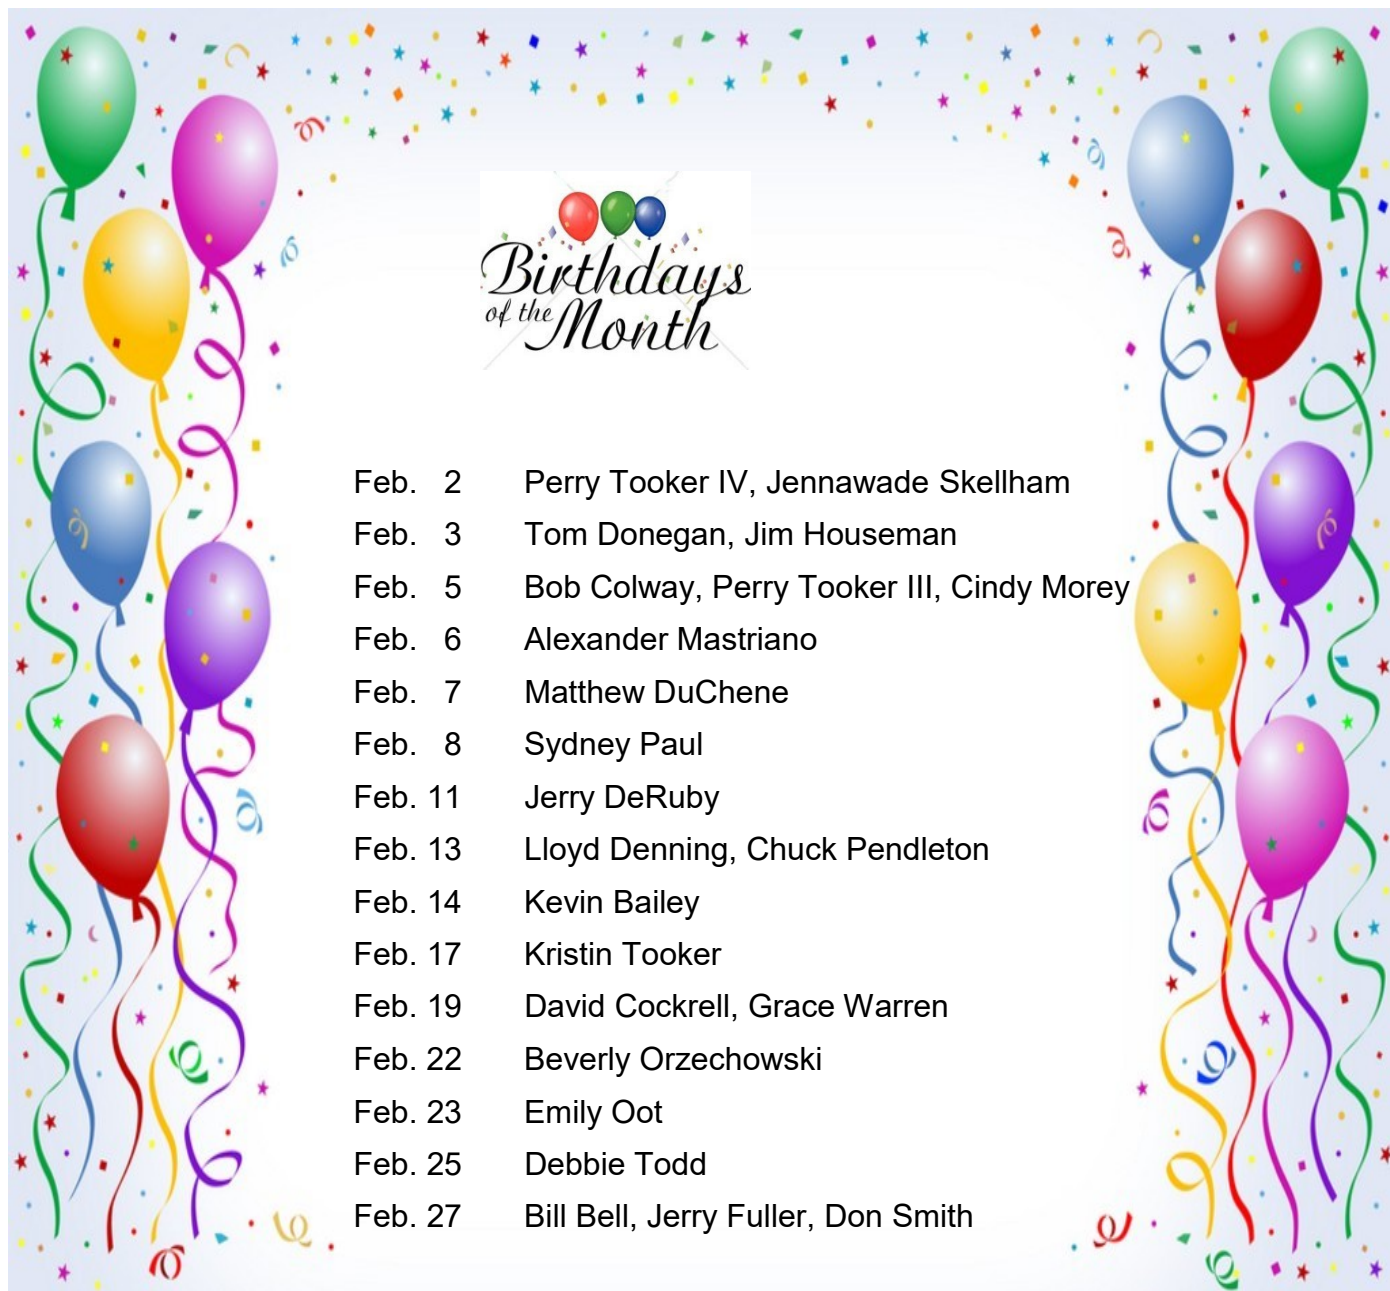 Birthdays
of the Month
Feb. 2 Perry Tooker IV, Jennawade Skellham
Feb. 3 Tom Donegan, Jim Houseman
Feb. 5 Bob Colway, Perry Tooker III, Cindy Morey
Feb. 6 Alexander Mastriano
Feb. 7 Matthew DuChene
Feb. 8 Sydney Paul
Feb. 11 Jerry DeRuby
Feb. 13 Lloyd Denning, Chuck Pendleton
Feb. 14 Kevin Bailey
Feb. 17 Kristin Tooker
Feb. 19 David Cockrell, Grace Warren
Feb. 22 Beverly Orzechowski
Feb. 23 Emily Oot
Feb. 25 Debbie Todd
Feb. 27 Bill Bell, Jerry Fuller, Don Smith